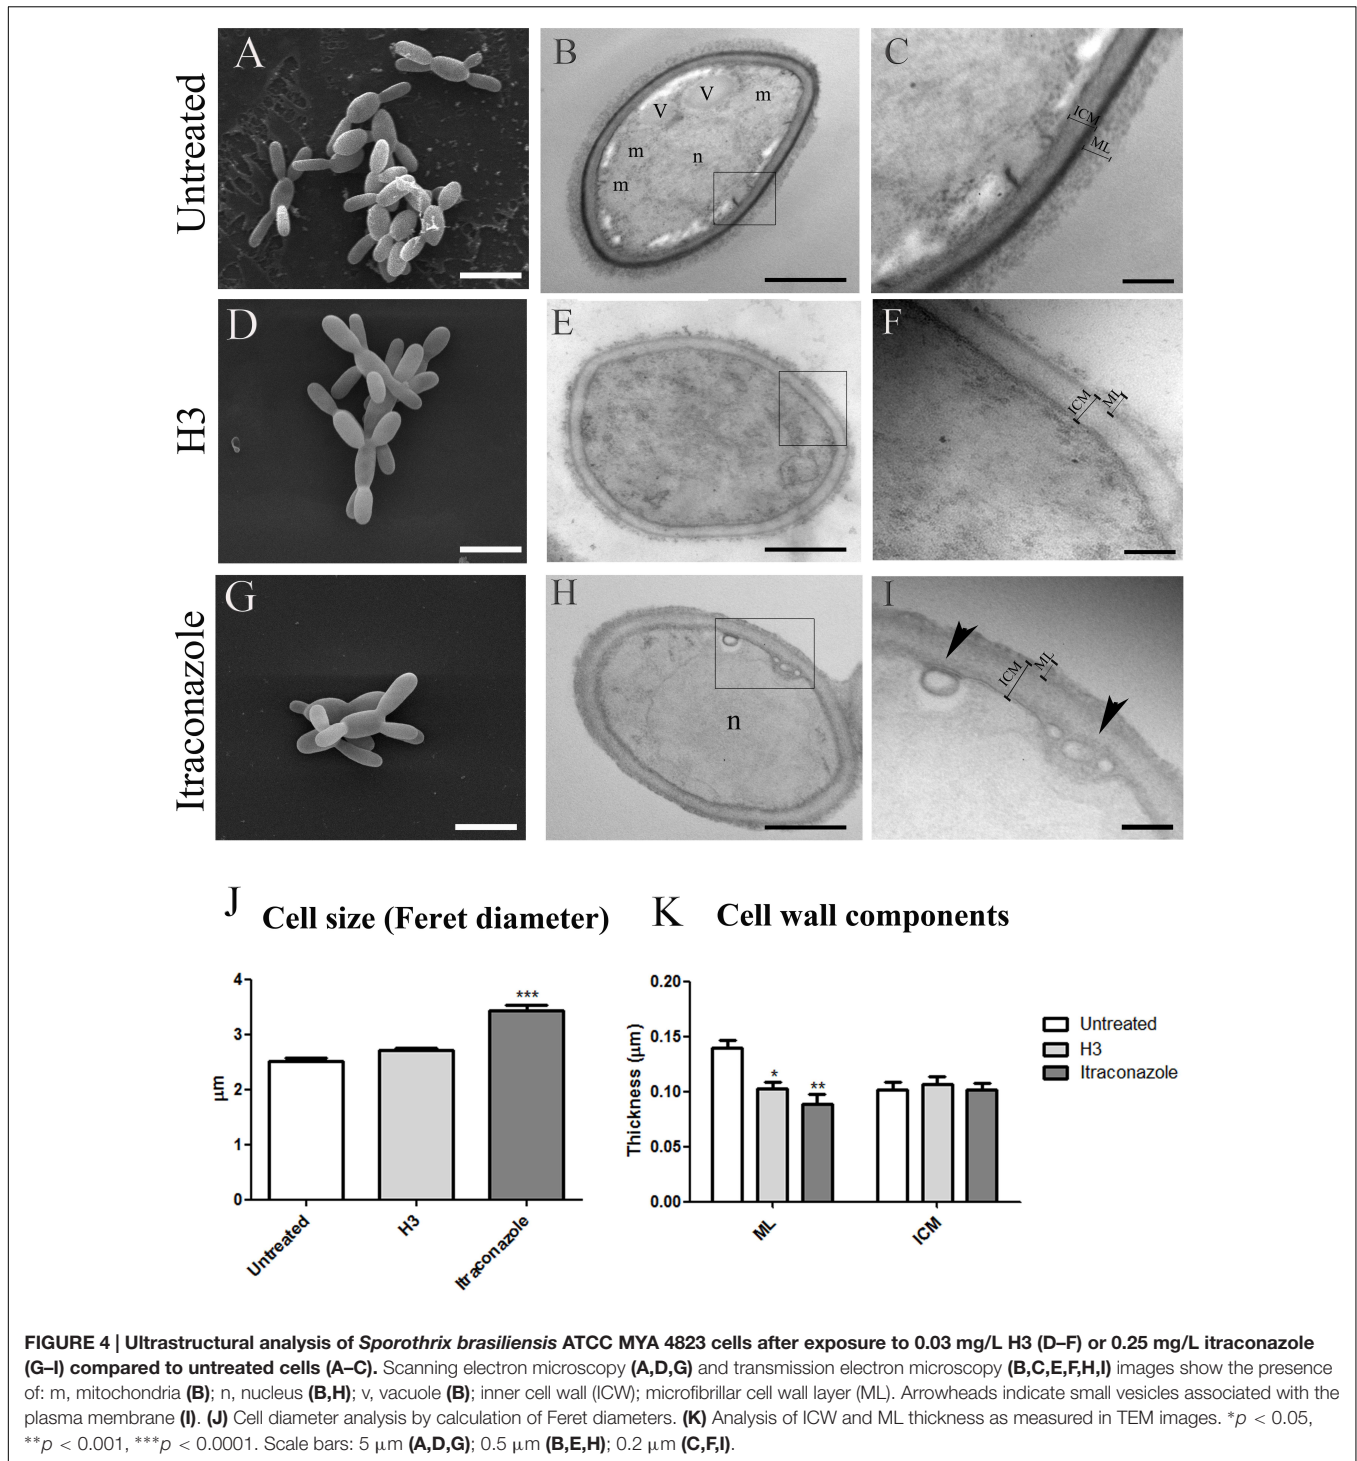 Untreated
A
B
V
V
m
m
m
n
C
ICM
ML
H3
D
E
F
ICM
ML
Itraconazole
G
H
n
I
ICM
ML
J
Cell size (Feret diameter)
4
3
2
1
0
µm
***
Untreated
H3
Itraconazole
K
Cell wall components
0.20
0.15
0.10
0.05
0.00
Thickness (µm)
*
**
ML
ICM
Untreated
H3
Itraconazole
FIGURE 4 | Ultrastructural analysis of Sporothrix brasiliensis ATCC MYA 4823 cells after exposure to 0.03 mg/L H3 (D–F) or 0.25 mg/L itraconazole
(G–I) compared to untreated cells (A–C). Scanning electron microscopy (A,D,G) and transmission electron microscopy (B,C,E,F,H,I) images show the presence
of: m, mitochondria (B); n, nucleus (B,H); v, vacuole (B); inner cell wall (ICW); microfibrillar cell wall layer (ML). Arrowheads indicate small vesicles associated with the
plasma membrane (I). (J) Cell diameter analysis by calculation of Feret diameters. (K) Analysis of ICW and ML thickness as measured in TEM images. *p < 0.05,
**p < 0.001, ***p < 0.0001. Scale bars: 5 µm (A,D,G); 0.5 µm (B,E,H); 0.2 µm (C,F,I).